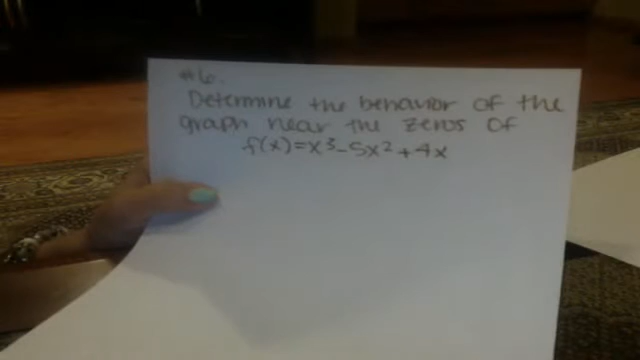 #6.
Determine the behavior of the
graph near the zeros of
f(x)=x³-5x²+4x